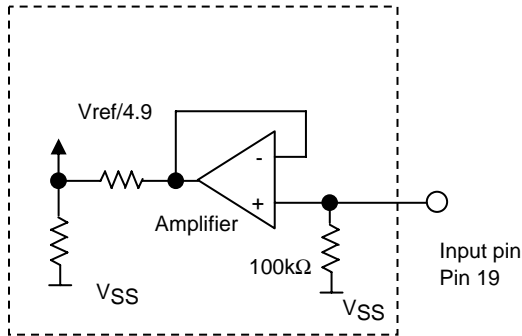 Vref/4.9
-
+
Amplifier
100kΩ
Input pin
Pin 19
VSS
VSS